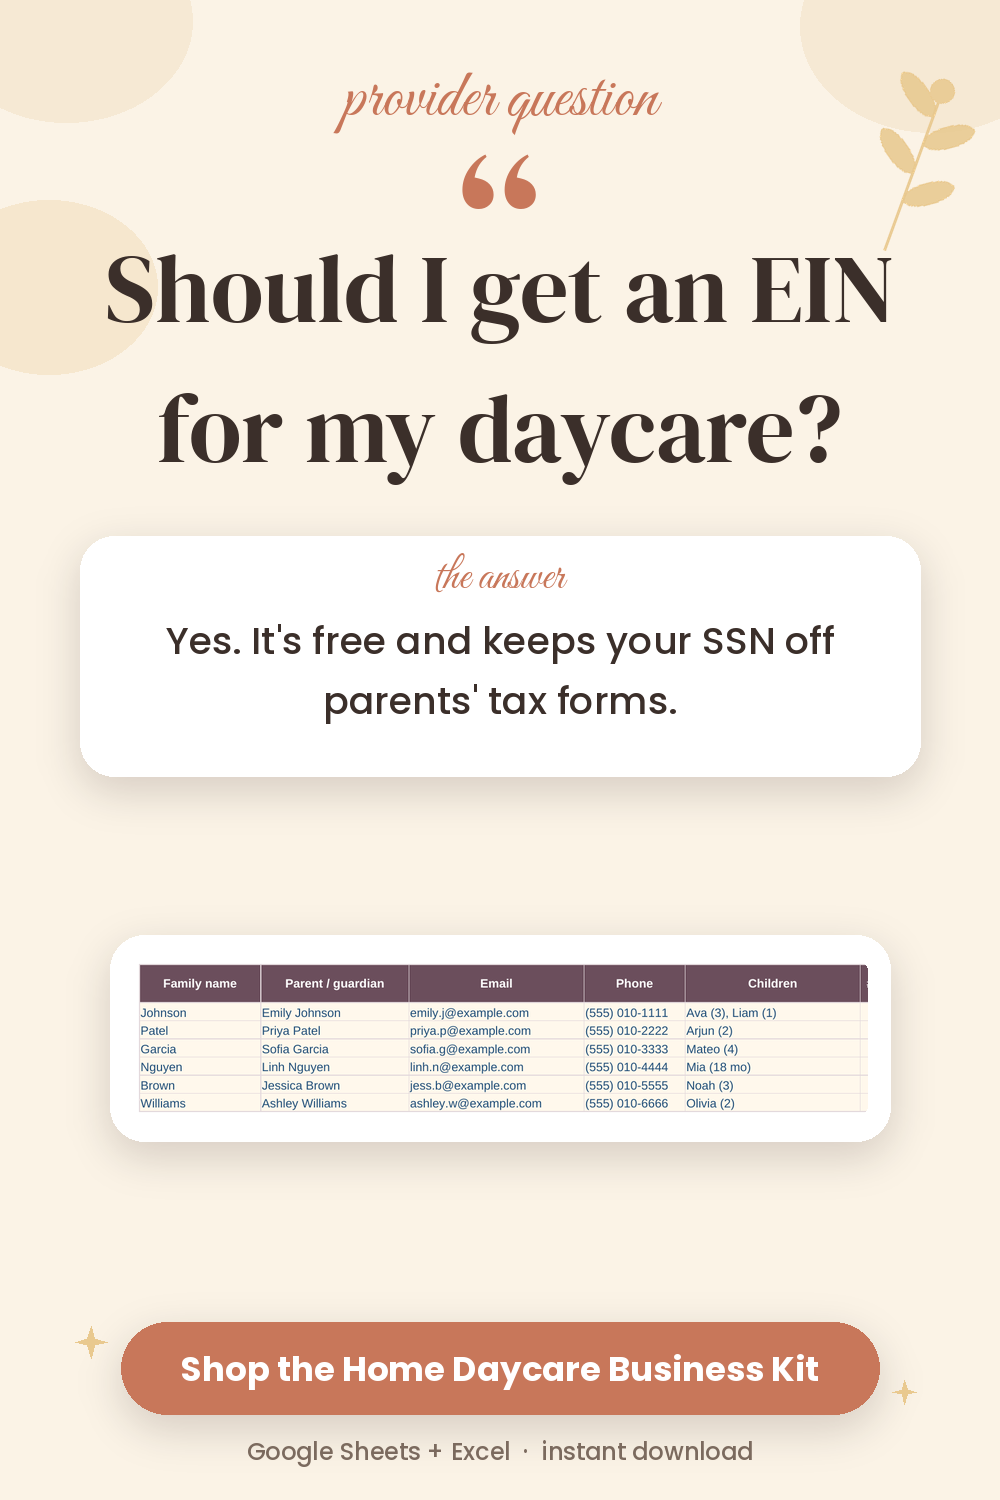 provider question
“
Should I get an EIN
for my daycare?
the answer
Yes. It's free and keeps your SSN off
parents' tax forms.
Family name Parent / guardian Email Phone Children
Johnson Emily Johnson emily.j@example.com (555) 010-1111 Ava (3), Liam (1)
Patel Priya Patel priya.p@example.com (555) 010-2222 Arjun (2)
Garcia Sofia Garcia sofia.g@example.com (555) 010-3333 Mateo (4)
Nguyen Linh Nguyen linh.n@example.com (555) 010-4444 Mia (18 mo)
Brown Jessica Brown jess.b@example.com (555) 010-5555 Noah (3)
Williams Ashley Williams ashley.w@example.com (555) 010-6666 Olivia (2)
Shop the Home Daycare Business Kit
Google Sheets + Excel · instant download